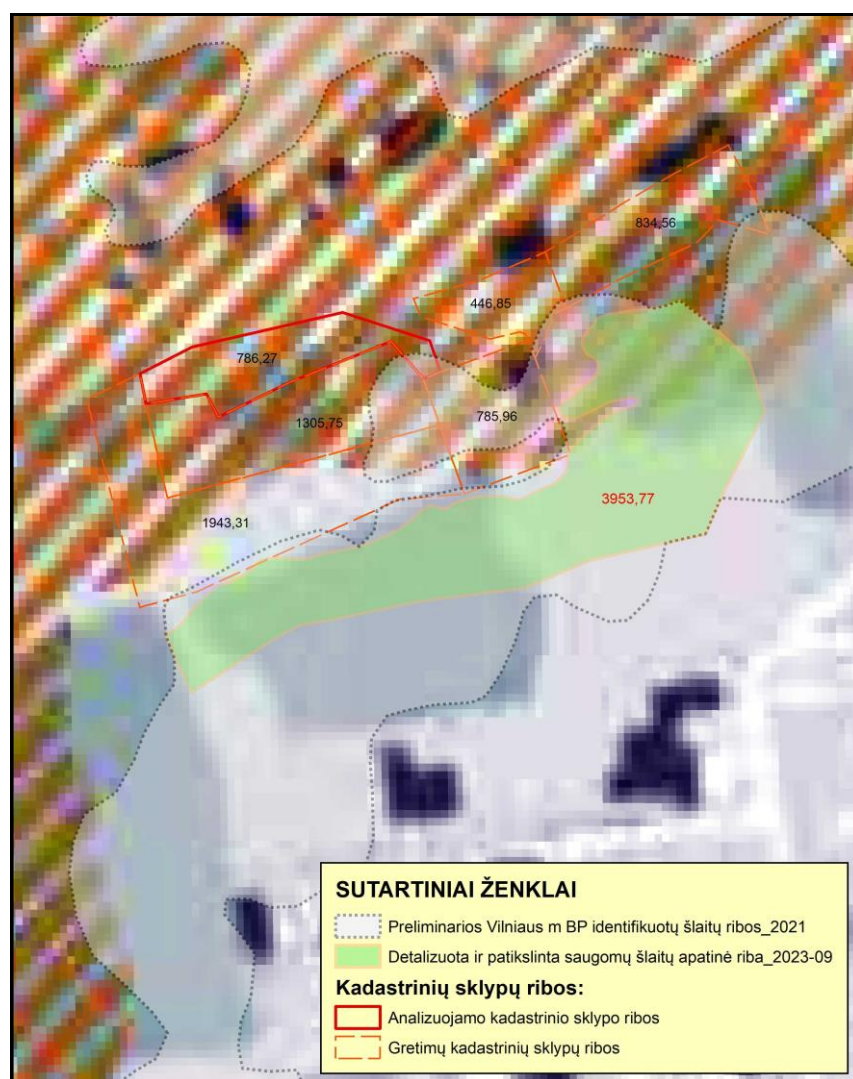 834,56
446,85
786,27
1305,75
785,96
3953,77
1943,31
SUTARTINIAI ŽENKLAI
Preliminarios Vilniaus m BP identifikuotų šlaitų ribos_2021
Detalizuota ir patikslinta saugomų šlaitų apatinė riba_2023-09
Kadastrinių sklypų ribos:
Analizuojamo kadastrinio sklypo ribos
Gretimų kadastrinių sklypų ribos